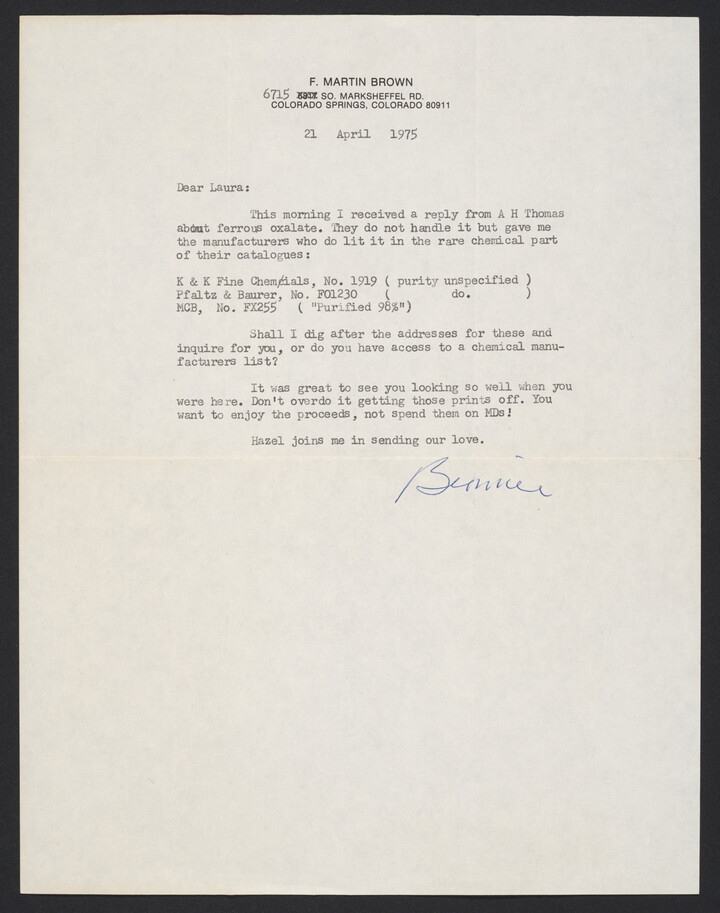 F. MARTIN BROWN
6715 SO. MARKSHEFFEL RD.
COLORADO SPRINGS, COLORADO 80911
21 April 1975
Dear Laura:
This morning I received a reply from A H Thomas
about ferrous oxalate. They do not handle it but gave me
the manufacturers who do lit it in the rare chemical part
of their catalogues:
K & K Fine Chemicials, No. 1919 ( purity unspecified )
Pfaltz & Baurer, No. FO1230 ( do. )
MCB, No. FX255 ( "Purified 98%")
Shall I dig after the addresses for these and
inquire for you, or do you have access to a chemical manu-
facturers list?
It was great to see you looking so well when you
were here. Don't overdo it getting those prints off. You
want to enjoy the proceeds, not spend them on MDs!
Hazel joins me in sending our love.
Brownie